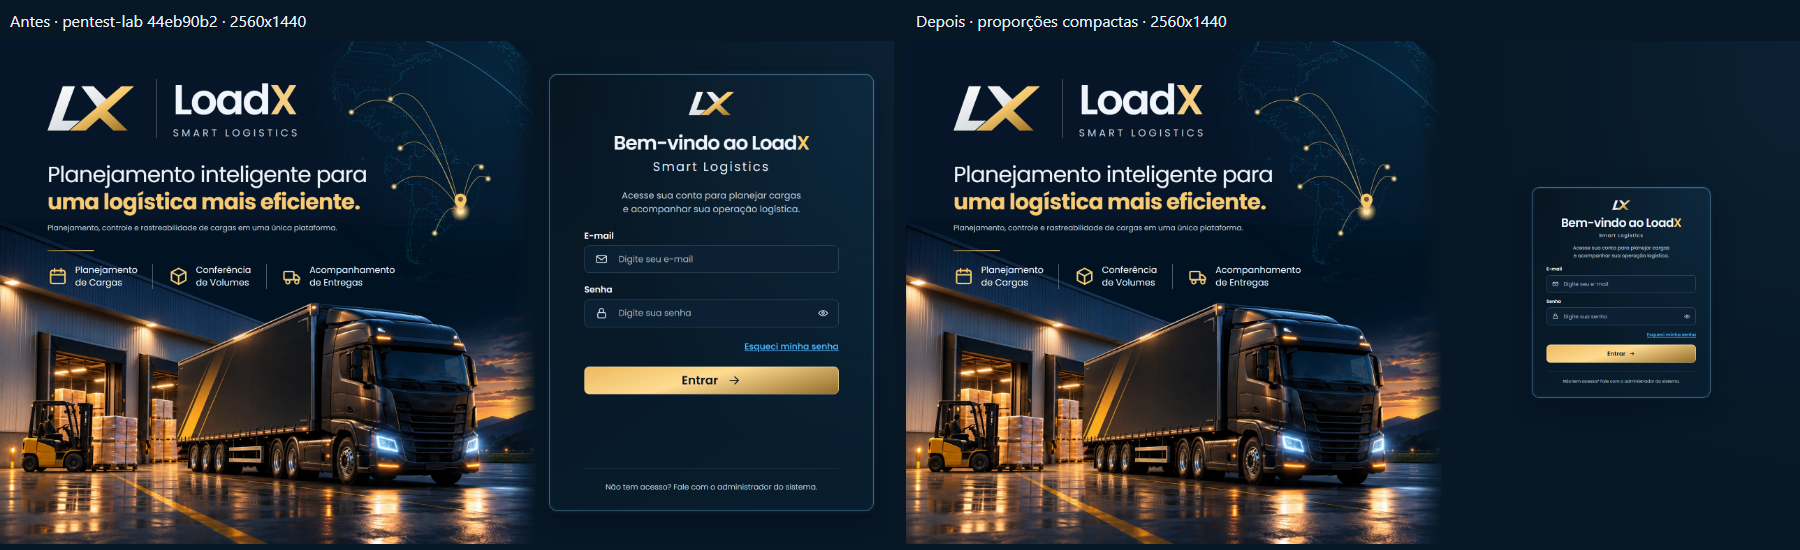 Antes · pentest-lab 44eb90b2 · 2560x1440
LX
LoadX
SMART LOGISTICS
Planejamento inteligente para
uma logística mais eficiente.
Planejamento, controle e rastreabilidade de cargas em uma única plataforma.
Planejamento
de Cargas
Conferência
de Volumes
Acompanhamento
de Entregas
LX
Bem-vindo ao LoadX
Smart Logistics
Acesse sua conta para planejar cargas
e acompanhar sua operação logística.
E-mail
Digite seu e-mail
Senha
Digite sua senha
Esqueci minha senha
Entrar →
Não tem acesso? Fale com o administrador do sistema.
Depois · proporções compactas · 2560x1440
LX
LoadX
SMART LOGISTICS
Planejamento inteligente para
uma logística mais eficiente.
Planejamento, controle e rastreabilidade de cargas em uma única plataforma.
Planejamento
de Cargas
Conferência
de Volumes
Acompanhamento
de Entregas
LX
Bem-vindo ao LoadX
Smart Logistics
Acesse sua conta para planejar cargas
e acompanhar sua operação logística.
E-mail
Digite seu e-mail
Senha
Digite sua senha
Esqueci minha senha
Entrar →
Não tem acesso? Fale com o administrador do sistema.